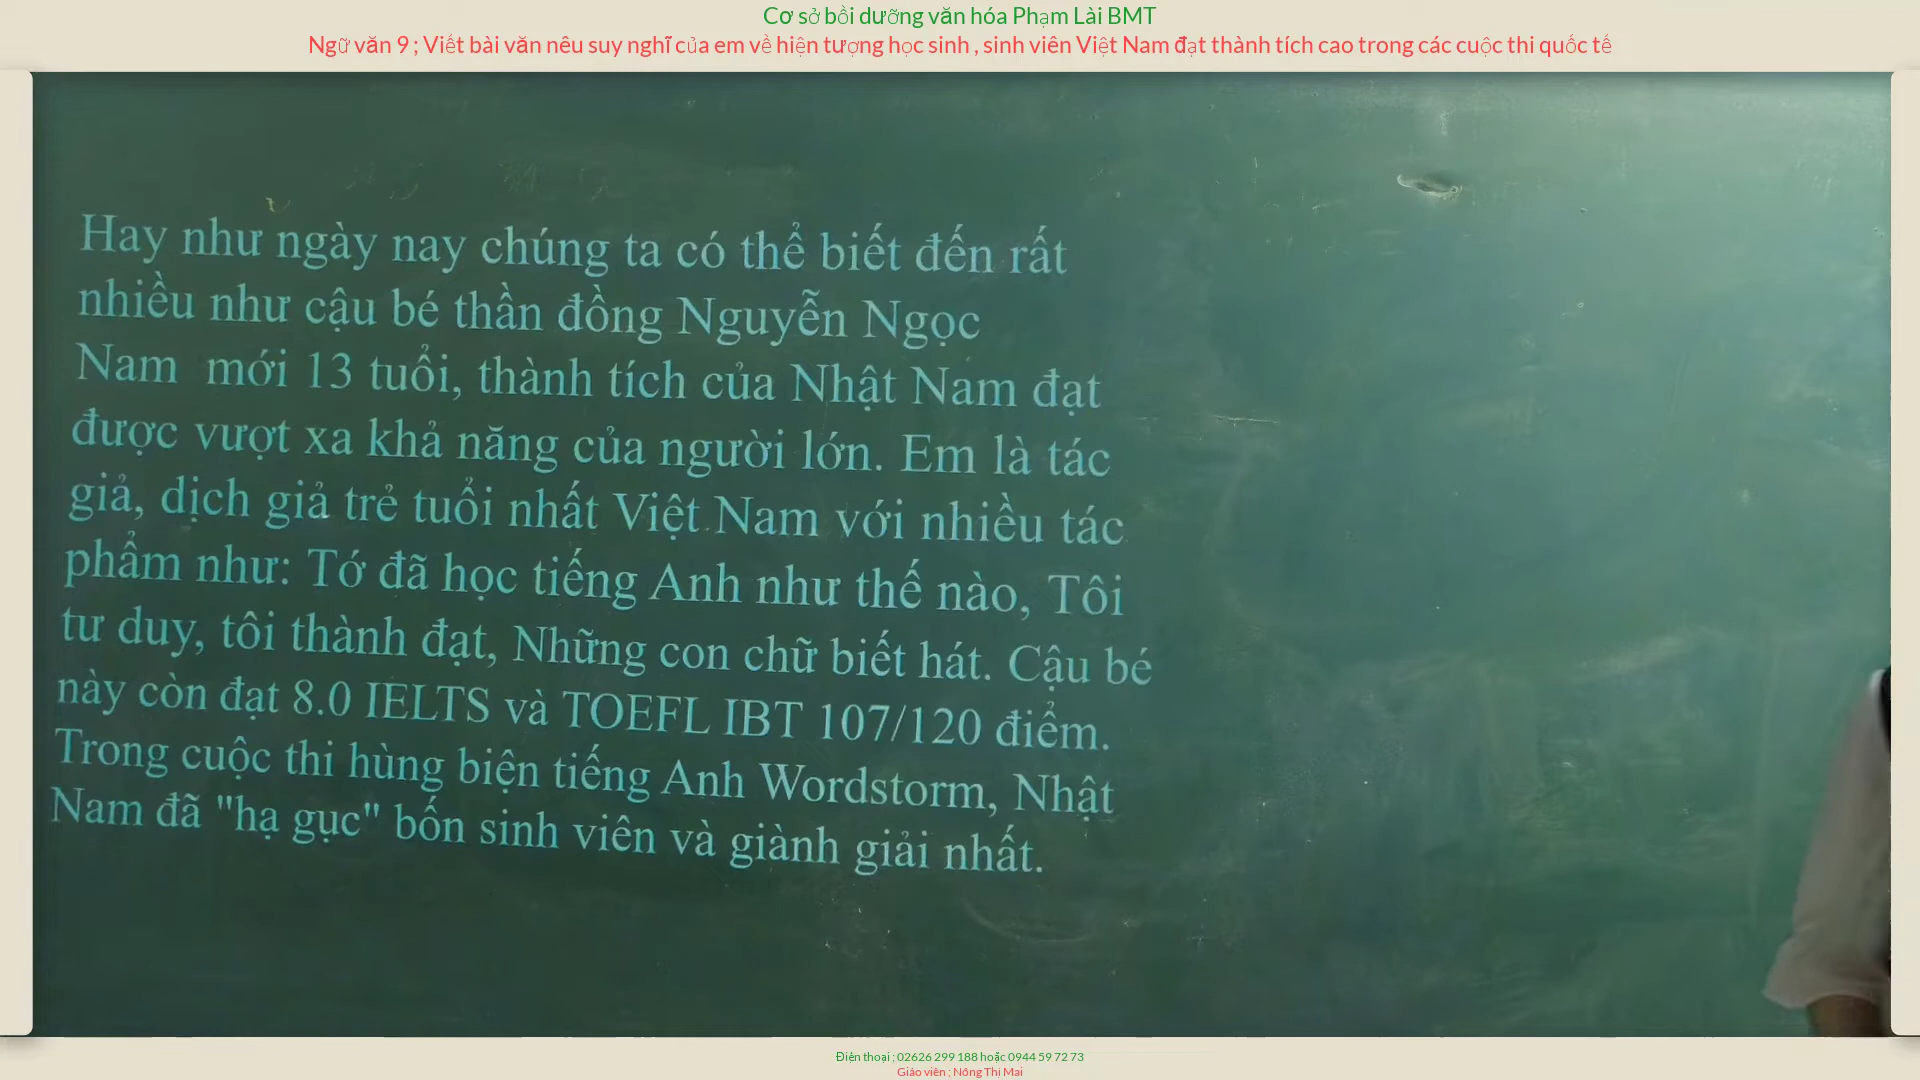 Cơ sở bồi dưỡng văn hóa Phạm Lài BMT
Ngữ văn 9 ; Viết bài văn nêu suy nghĩ của em về hiện tượng học sinh , sinh viên Việt Nam đạt thành tích cao trong các cuộc thi quốc tế
Hay như ngày nay chúng ta có thể biết đến rất
nhiều như cậu bé thần đồng Nguyễn Ngọc
Nam mới 13 tuổi, thành tích của Nhật Nam đạt
được vượt xa khả năng của người lớn. Em là tác
giả, dịch giả trẻ tuổi nhất Việt Nam với nhiều tác
phẩm như: Tớ đã học tiếng Anh như thế nào, Tôi
tư duy, tôi thành đạt, Những con chữ biết hát. Cậu bé
này còn đạt 8.0 IELTS và TOEFL IBT 107/120 điểm.
Trong cuộc thi hùng biện tiếng Anh Wordstorm, Nhật
Nam đã "hạ gục" bốn sinh viên và giành giải nhất.
Điện thoại ; 02626 299 188 hoặc 0944 59 72 73
Giáo viên ; Nông Thị Mai